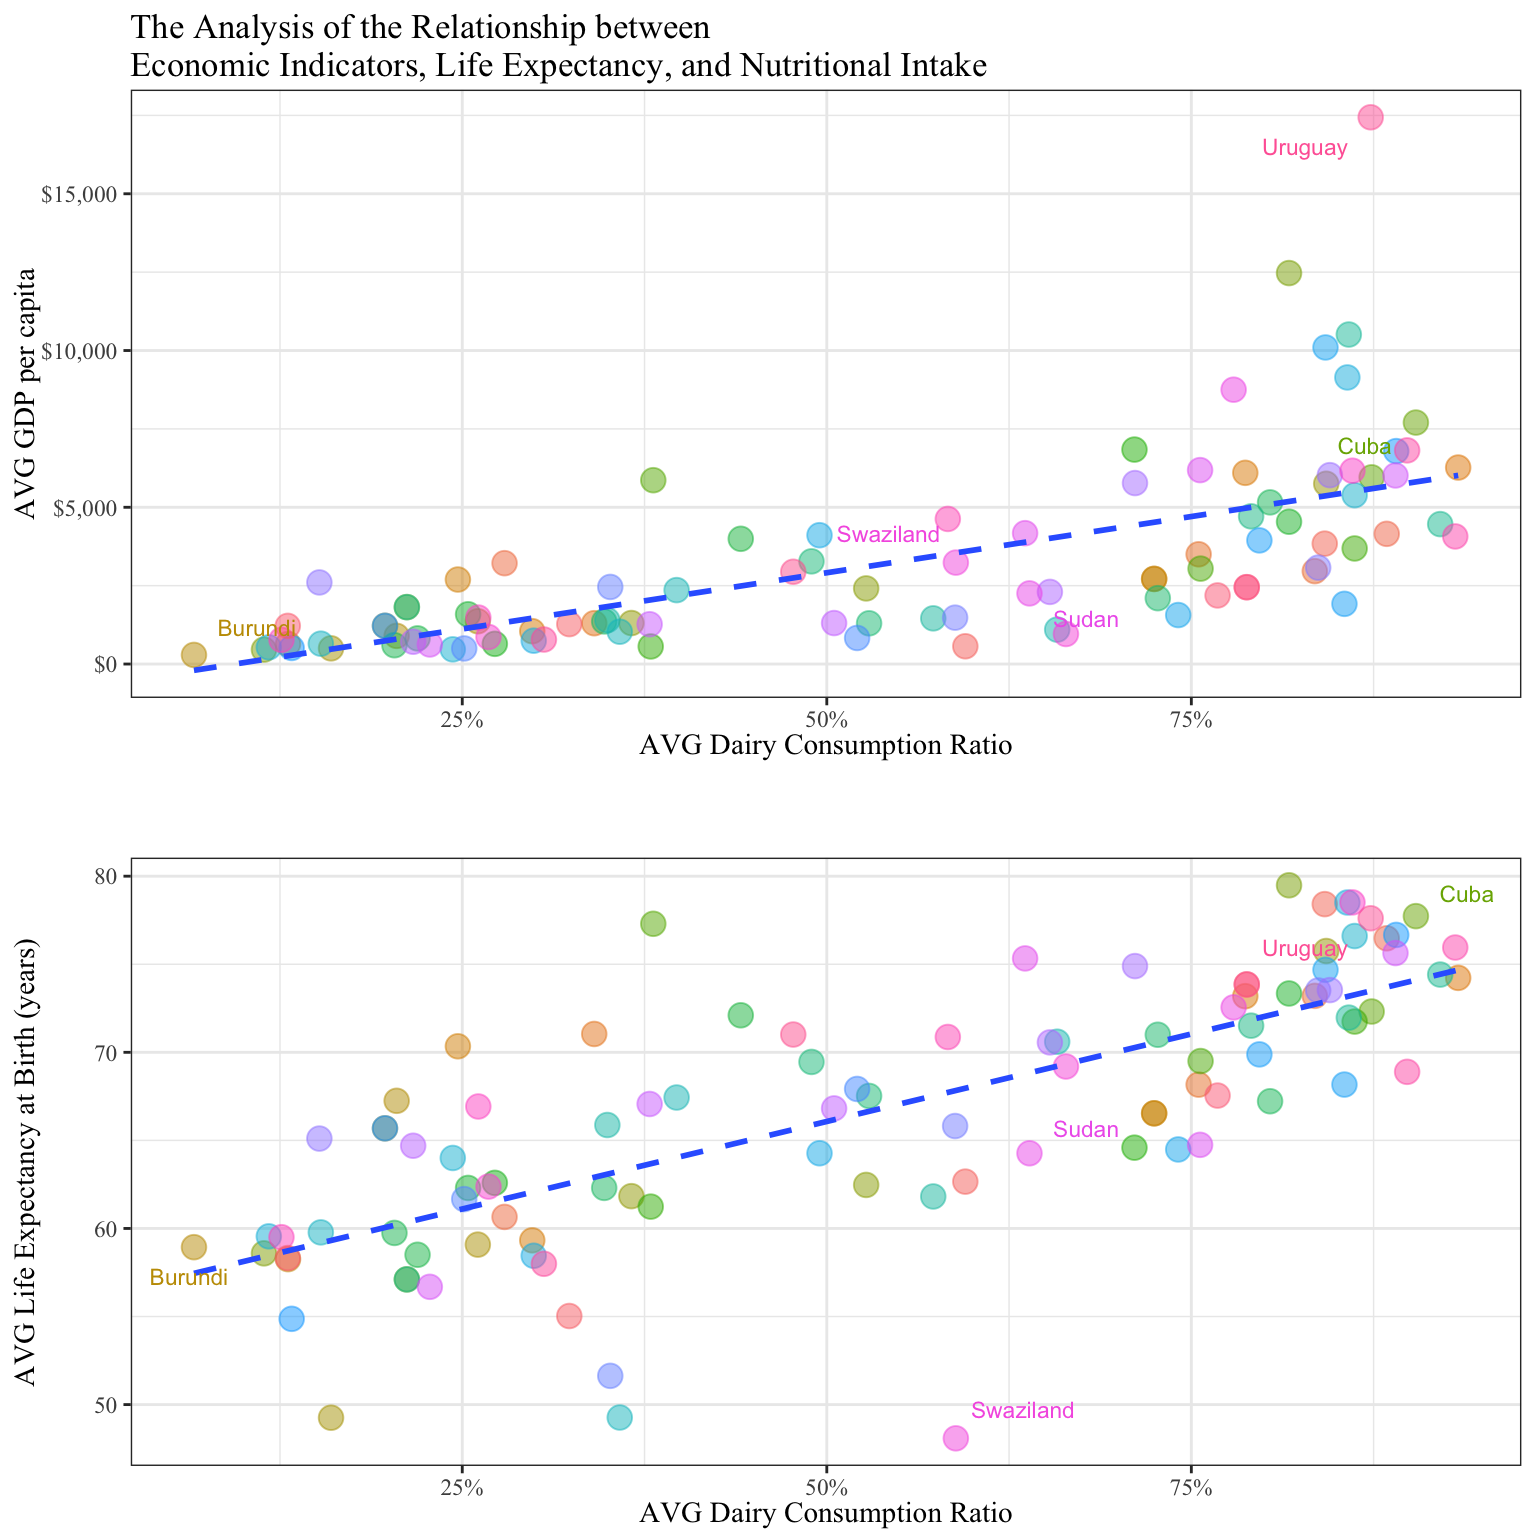 The Analysis of the Relationship between
Economic Indicators, Life Expectancy, and Nutritional Intake
AVG GDP per capita
$15,000
$10,000
$5,000
$0
Uruguay
Cuba
Swaziland
Sudan
Burundi
25%
50%
75%
AVG Dairy Consumption Ratio
AVG Life Expectancy at Birth (years)
80
70
60
50
Cuba
Uruguay
Sudan
Burundi
Swaziland
25%
50%
75%
AVG Dairy Consumption Ratio